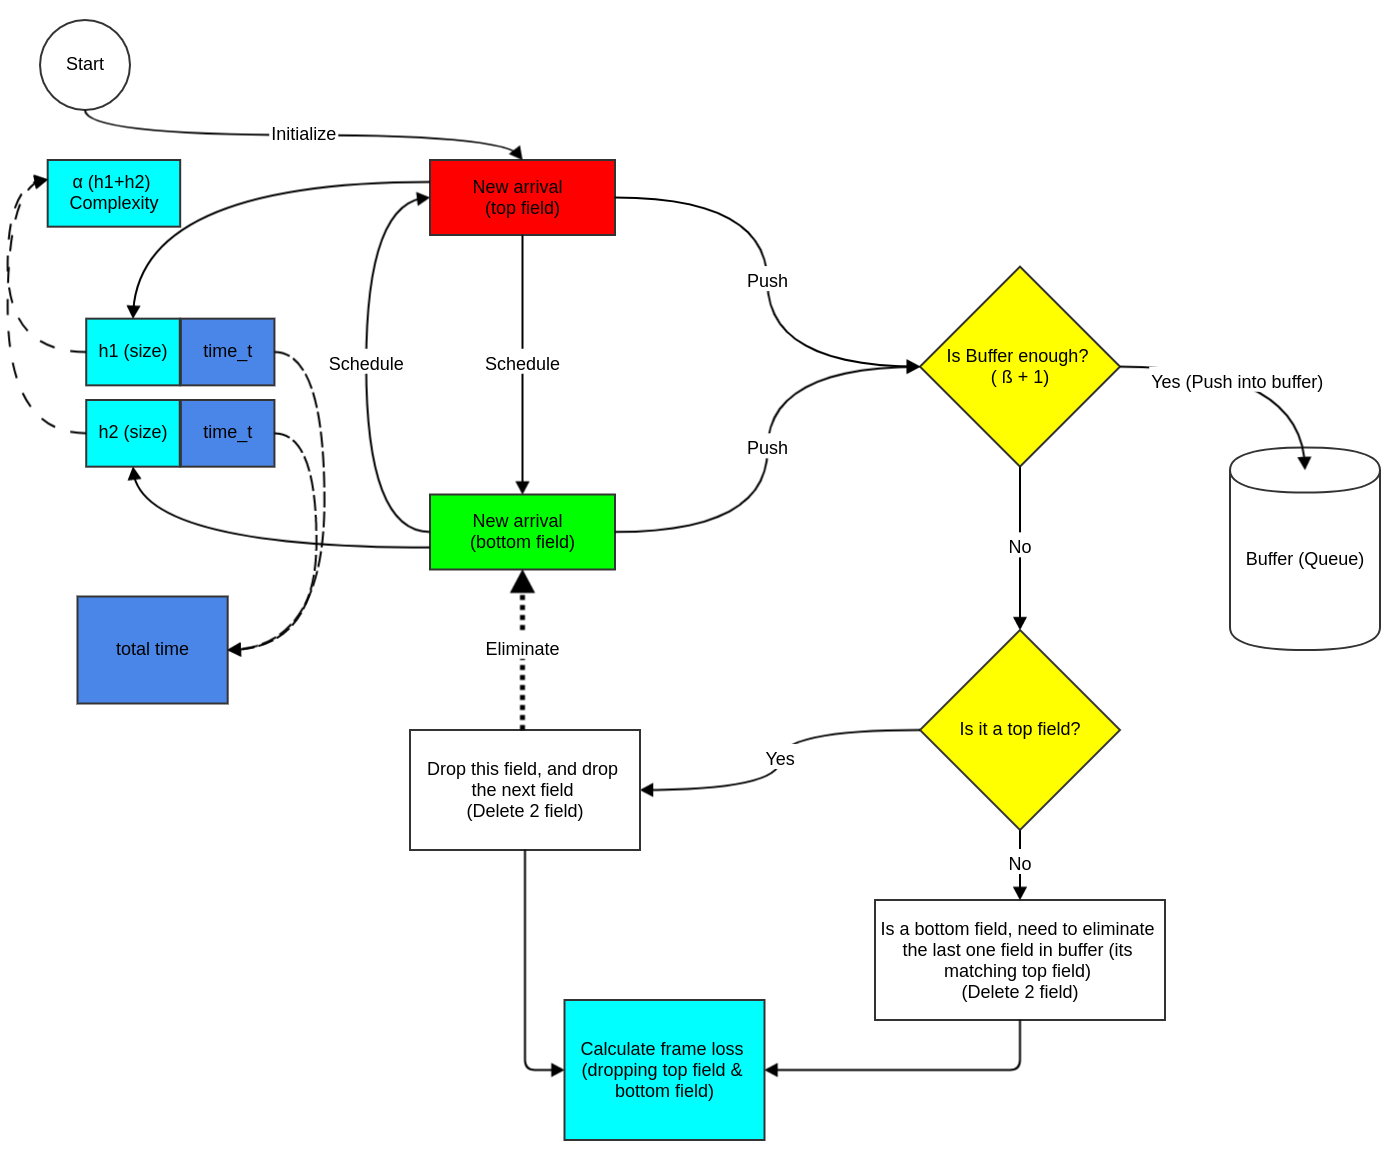 Start
Initialize
α (h1+h2)
Complexity
New arrival
(top field)
Push
h1 (size)
time_t
Schedule
Schedule
Is Buffer enough?
( ß + 1)
Yes (Push into buffer)
h2 (size)
time_t
Push
New arrival
(bottom field)
No
Buffer (Queue)
total time
Eliminate
Is it a top field?
Yes
Drop this field, and drop
the next field
(Delete 2 field)
No
Is a bottom field, need to eliminate
the last one field in buffer (its
matching top field)
(Delete 2 field)
Calculate frame loss
(dropping top field &
bottom field)